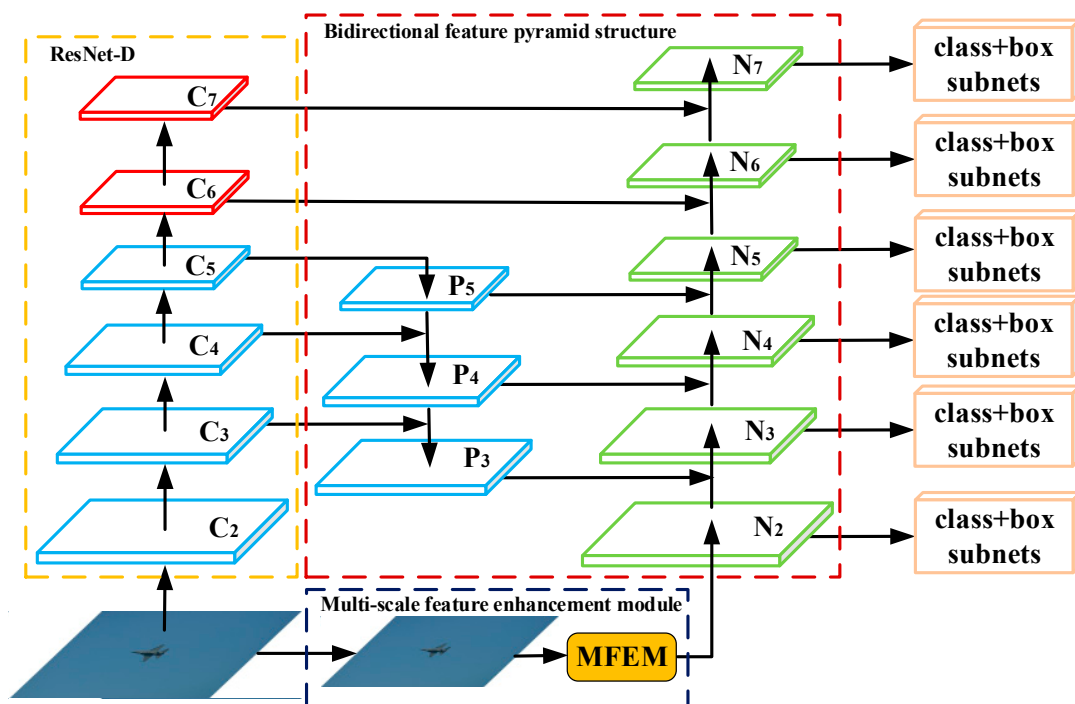 Bidirectional feature pyramid structure
ResNet-D
C7
C6
C5
C4
C3
C2
P5
P4
P3
N7
N6
N5
N4
N3
N2
class+box
subnets
class+box
subnets
class+box
subnets
class+box
subnets
class+box
subnets
class+box
subnets
Multi-scale feature enhancement module
MFEM